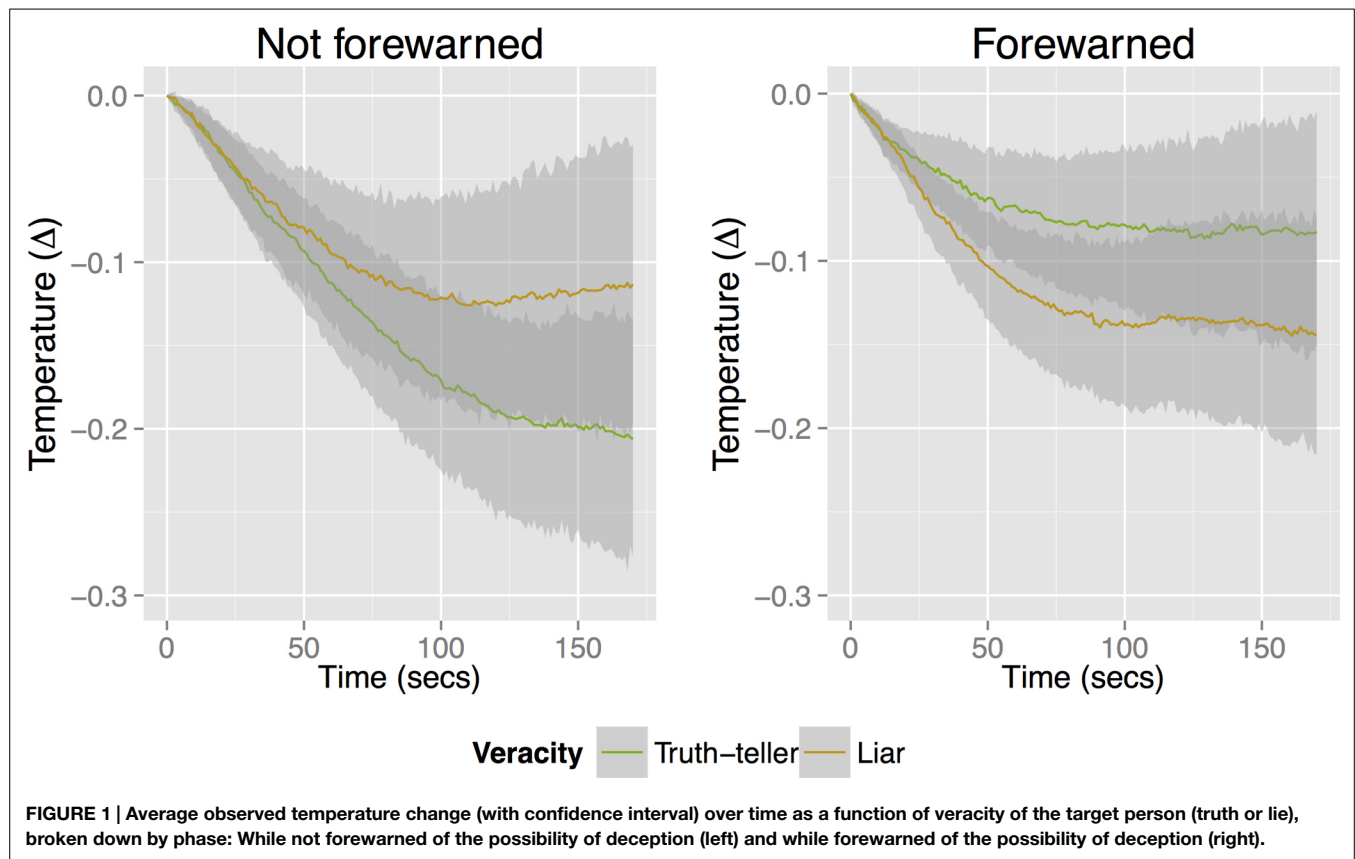 Not forewarned
Forewarned
0.0
−0.1
−0.2
−0.3
Temperature (Δ)
0 50 100 150
Time (secs)
0.0
−0.1
−0.2
−0.3
Temperature (Δ)
0 50 100 150
Time (secs)
Veracity Truth−teller Liar
FIGURE 1 | Average observed temperature change (with confidence interval) over time as a function of veracity of the target person (truth or lie),
broken down by phase: While not forewarned of the possibility of deception (left) and while forewarned of the possibility of deception (right).